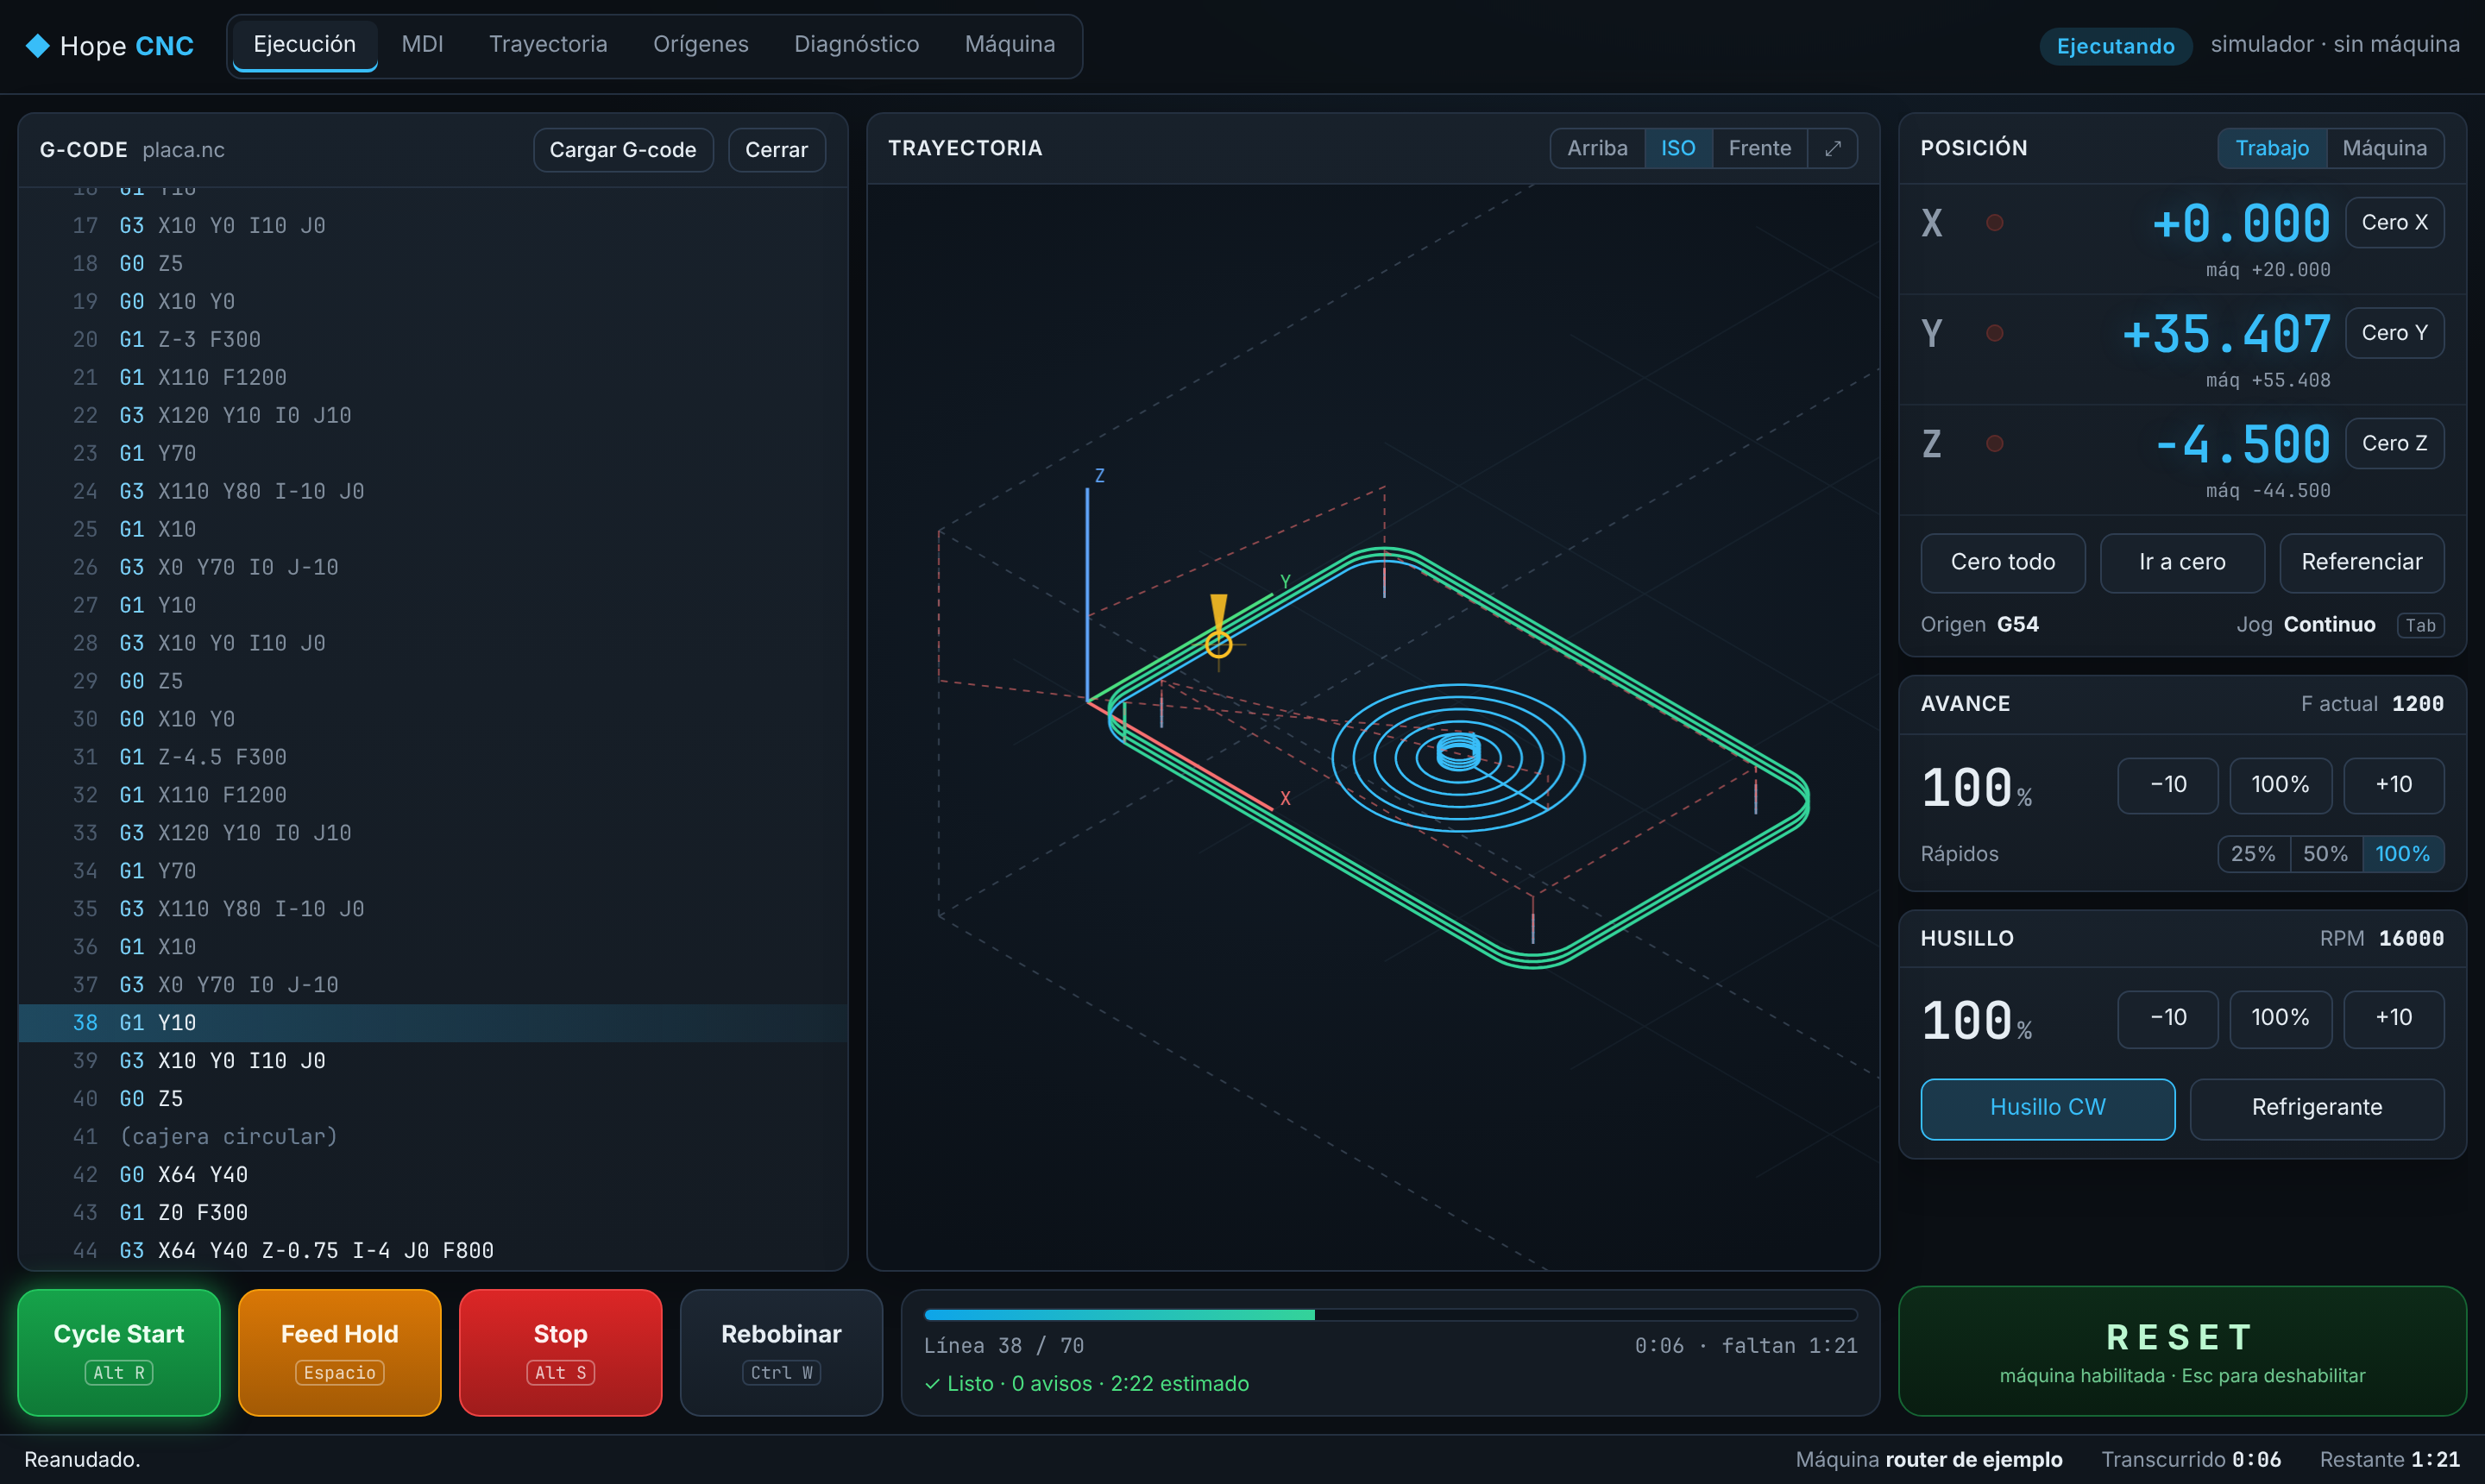 Hope CNC
Ejecución
MDI
Trayectoria
Orígenes
Diagnóstico
Máquina
Ejecutando
simulador · sin máquina
G-CODE placa.nc
Cargar G-code
Cerrar
16 G1 Y10
17 G3 X10 Y0 I10 J0
18 G0 Z5
19 G0 X10 Y0
20 G1 Z-3 F300
21 G1 X110 F1200
22 G3 X120 Y10 I0 J10
23 G1 Y70
24 G3 X110 Y80 I-10 J0
25 G1 X10
26 G3 X0 Y70 I0 J-10
27 G1 Y10
28 G3 X10 Y0 I10 J0
29 G0 Z5
30 G0 X10 Y0
31 G1 Z-4.5 F300
32 G1 X110 F1200
33 G3 X120 Y10 I0 J10
34 G1 Y70
35 G3 X110 Y80 I-10 J0
36 G1 X10
37 G3 X0 Y70 I0 J-10
38 G1 Y10
39 G3 X10 Y0 I10 J0
40 G0 Z5
41 (cajera circular)
42 G0 X64 Y40
43 G1 Z0 F300
44 G3 X64 Y40 Z-0.75 I-4 J0 F800
TRAYECTORIA
Arriba
ISO
Frente
Z
Y
X
POSICIÓN
Trabajo
Máquina
X +0.000 Cero X
máq +20.000
Y +35.407 Cero Y
máq +55.408
Z -4.500 Cero Z
máq -44.500
Cero todo
Ir a cero
Referenciar
Origen G54
Jog Continuo Tab
AVANCE
F actual 1200
100%
−10
100%
+10
Rápidos
25%
50%
100%
HUSILLO
RPM 16000
100%
−10
100%
+10
Husillo CW
Refrigerante
Cycle Start
Alt R
Feed Hold
Espacio
Stop
Alt S
Rebobinar
Ctrl W
Línea 38 / 70
0:06 · faltan 1:21
✓ Listo · 0 avisos · 2:22 estimado
RESET
máquina habilitada · Esc para deshabilitar
Reanudado.
Máquina router de ejemplo
Transcurrido 0:06
Restante 1:21